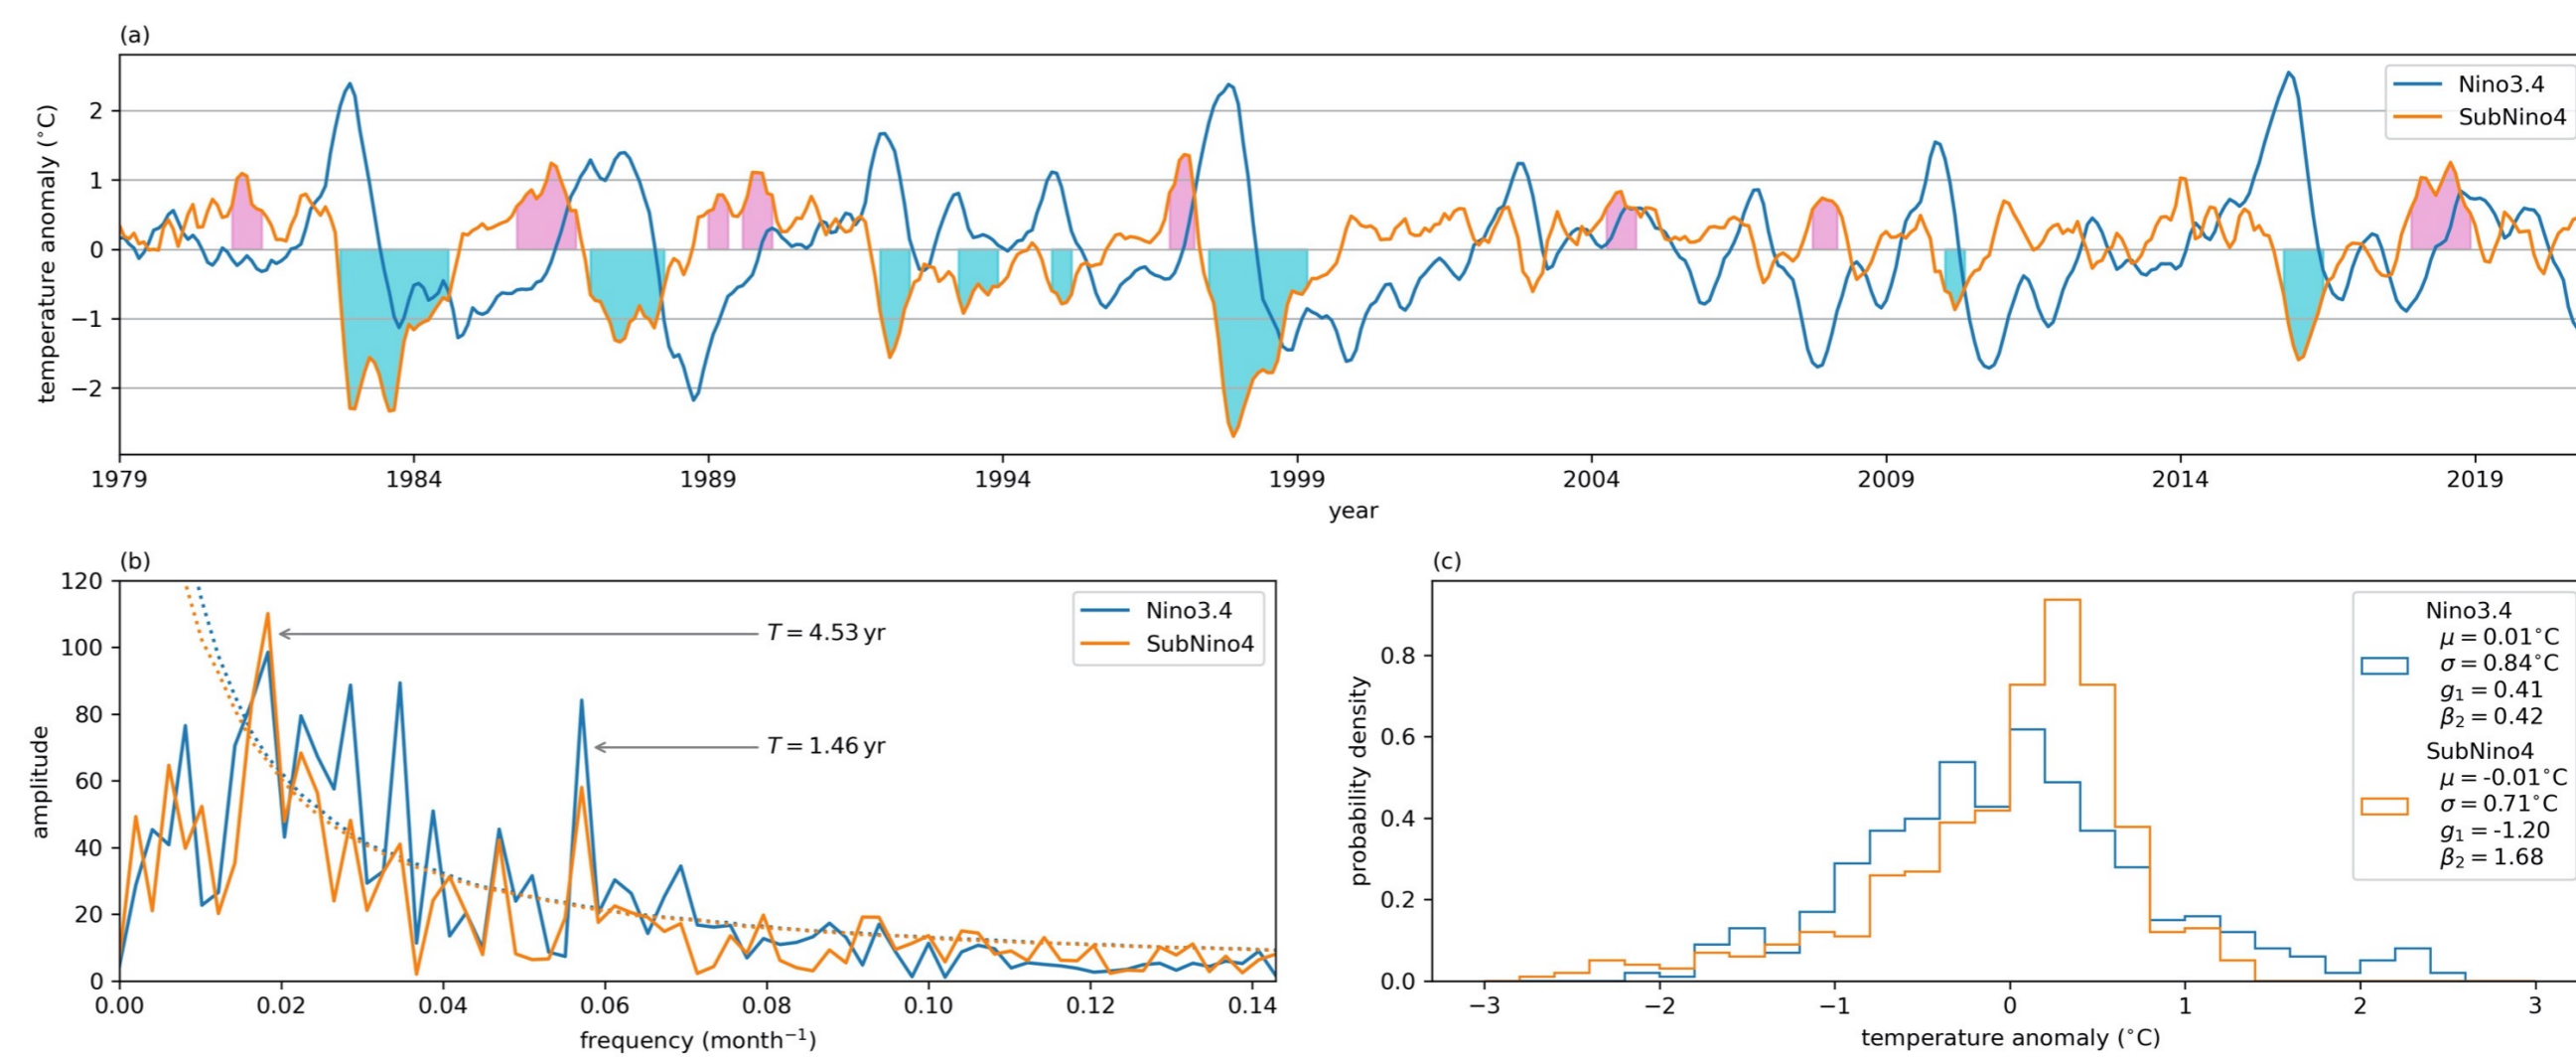 (a)
temperature anomaly (°C)
2
1
0
−1
−2
Nino3.4
SubNino4
1979 1984 1989 1994 1999 2004 2009 2014 2019
year
(b)
amplitude
120
100
80
60
40
20
0
T = 4.53 yr
T = 1.46 yr
Nino3.4
SubNino4
0.00 0.02 0.04 0.06 0.08 0.10 0.12 0.14
frequency (month⁻¹)
(c)
probability density
0.8
0.6
0.4
0.2
0.0
Nino3.4
μ = 0.01°C
σ = 0.84°C
g₁ = 0.41
β₂ = 0.42
SubNino4
μ = -0.01°C
σ = 0.71°C
g₁ = -1.20
β₂ = 1.68
−3 −2 −1 0 1 2 3
temperature anomaly (°C)